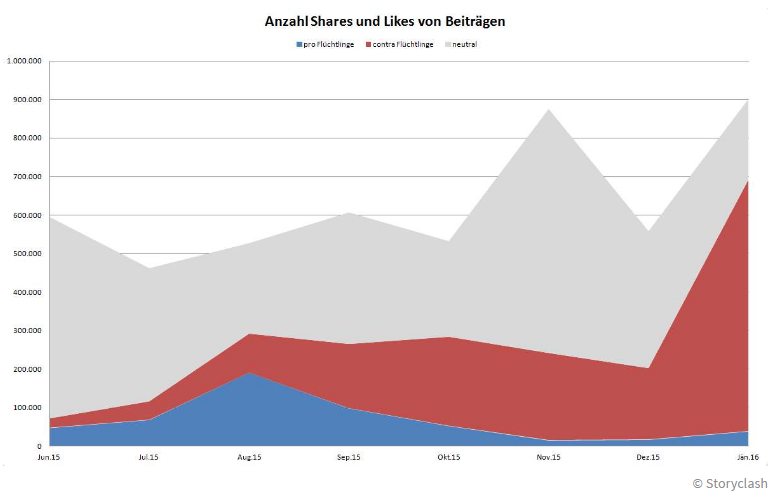 Anzahl Shares und Likes von Beiträgen
pro Flüchtlinge contra Flüchtlinge neutral
1.000.000
900.000
800.000
700.000
600.000
500.000
400.000
300.000
200.000
100.000
0
Jun.15 Jul.15 Aug.15 Sep.15 Okt.15 Nov.15 Dez.15 Jän.16
© Storyclash